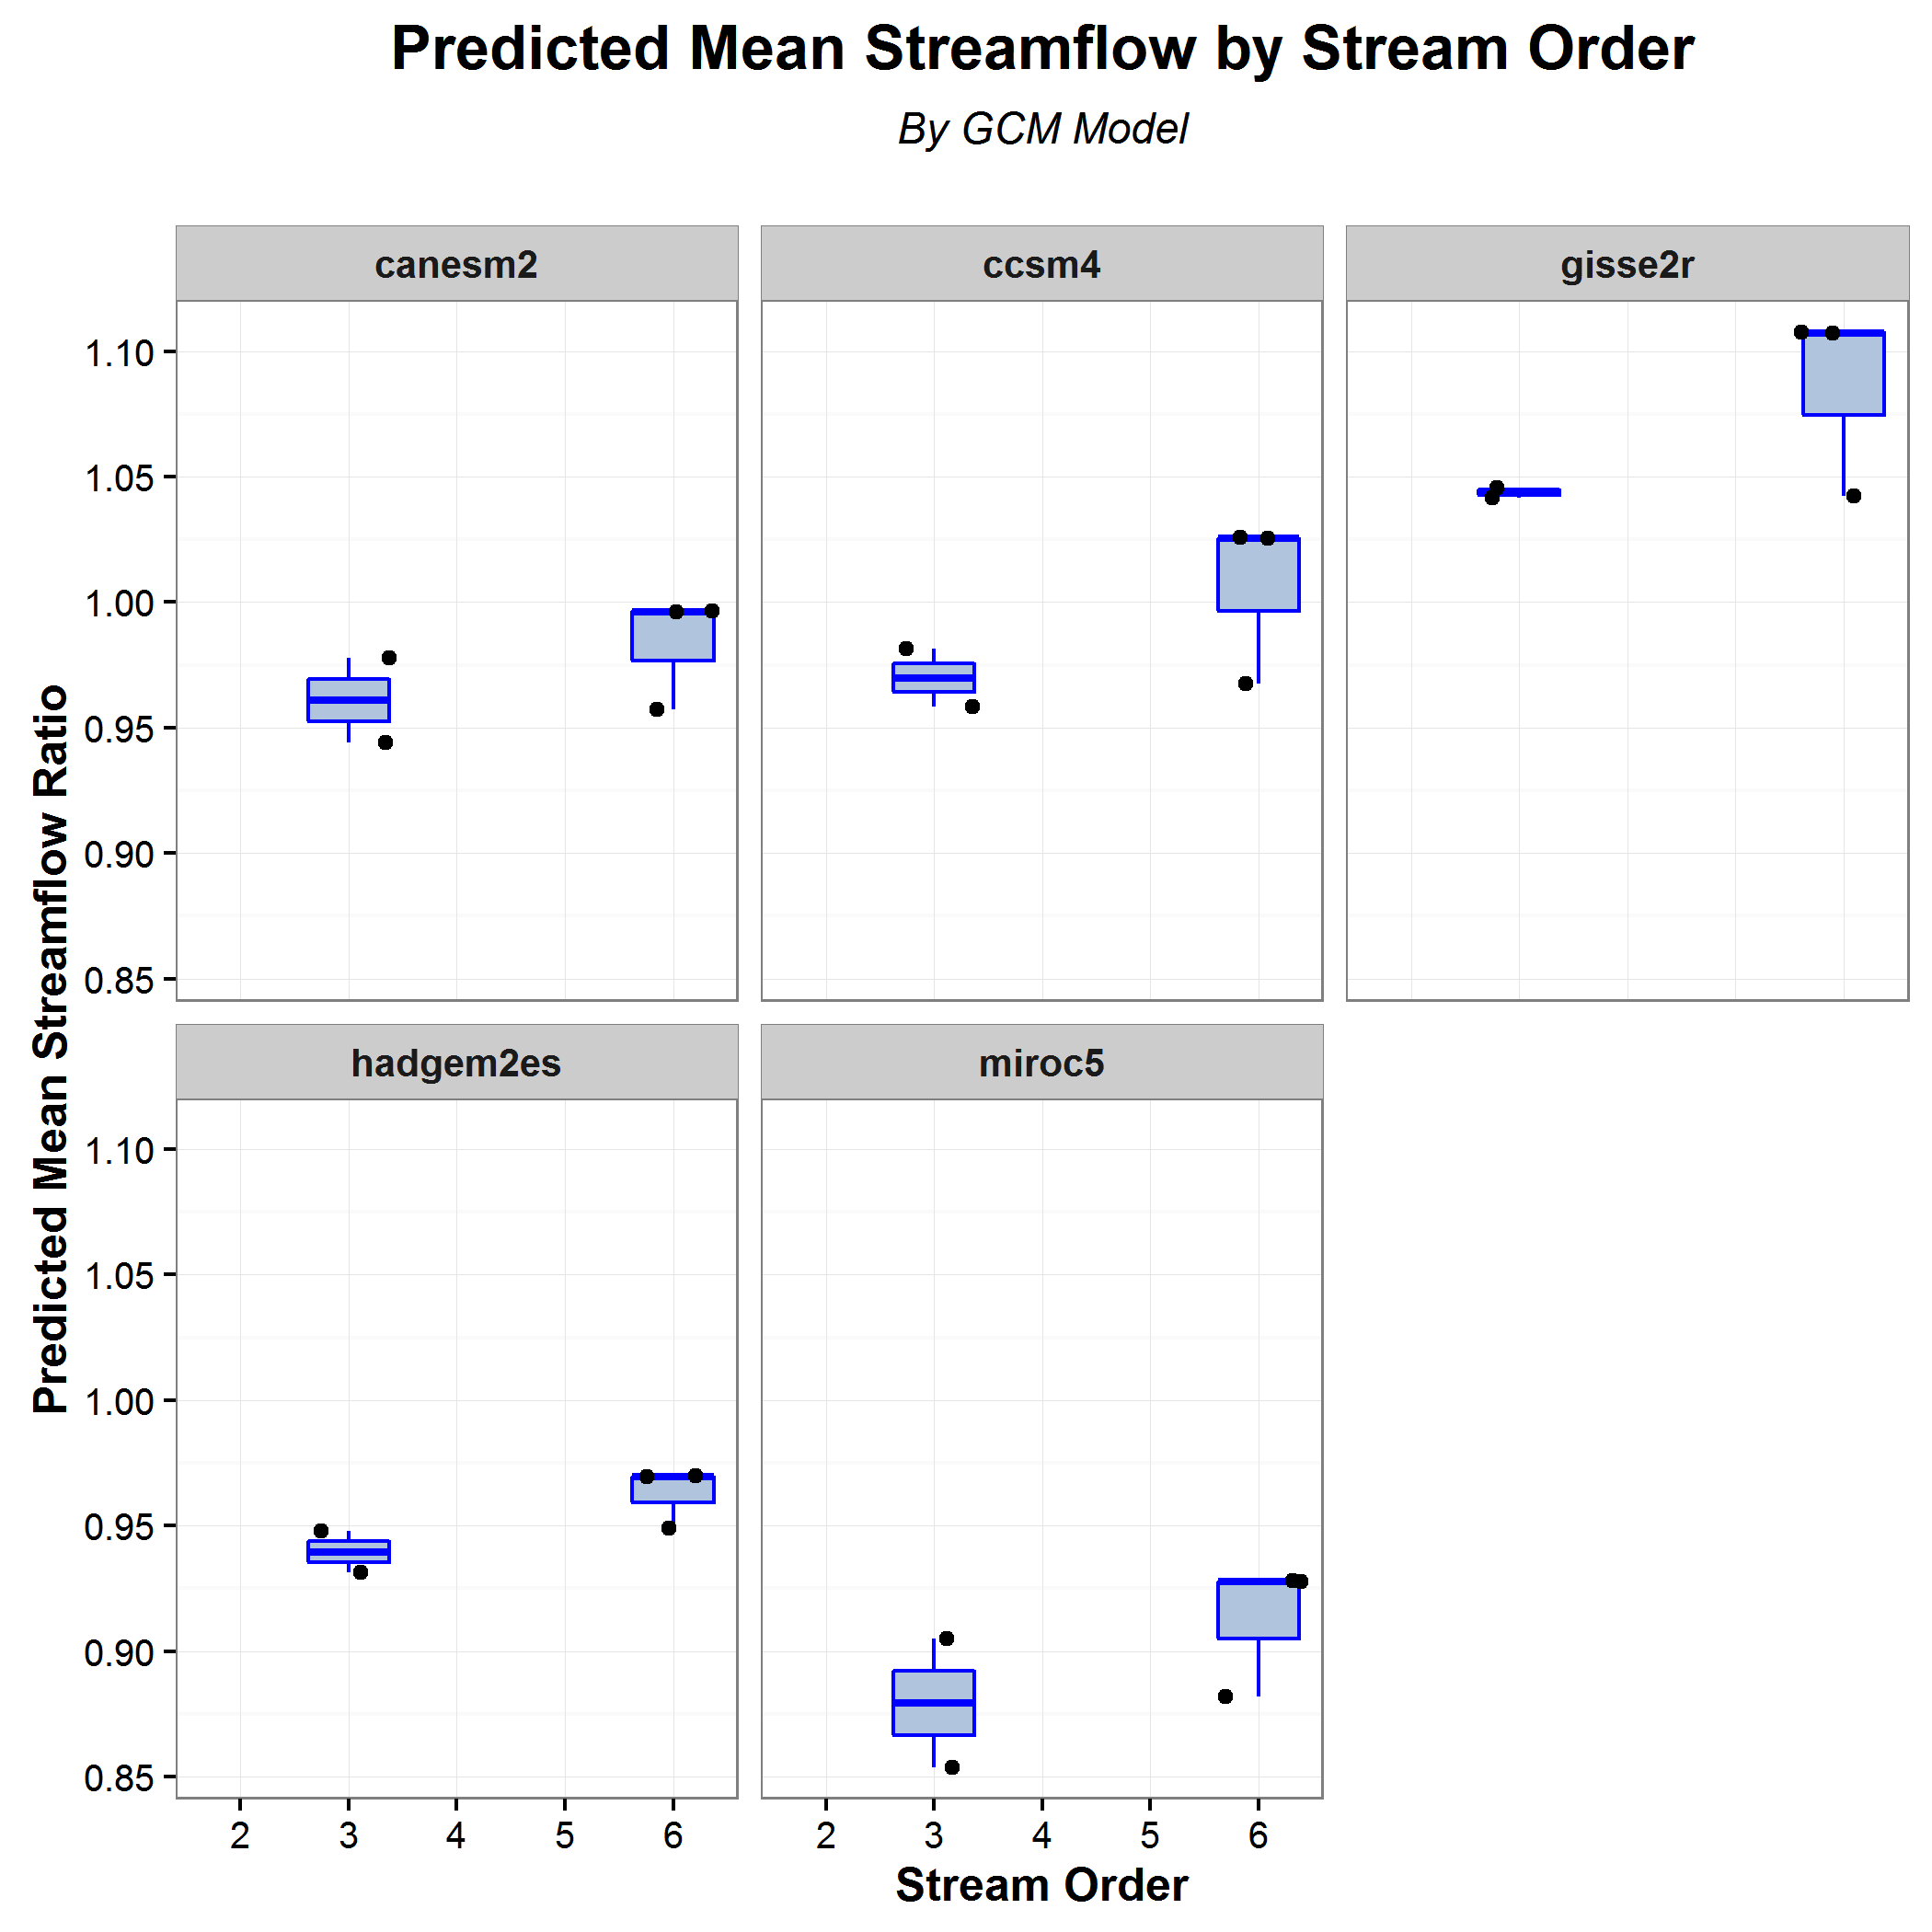 Predicted Mean Streamflow by Stream Order
By GCM Model
canesm2
ccsm4
gisse2r
1.10
1.05
1.00
0.95
0.90
0.85
Predicted Mean Streamflow Ratio
hadgem2es
miroc5
1.10
1.05
1.00
0.95
0.90
0.85
2 3 4 5 6
2 3 4 5 6
Stream Order